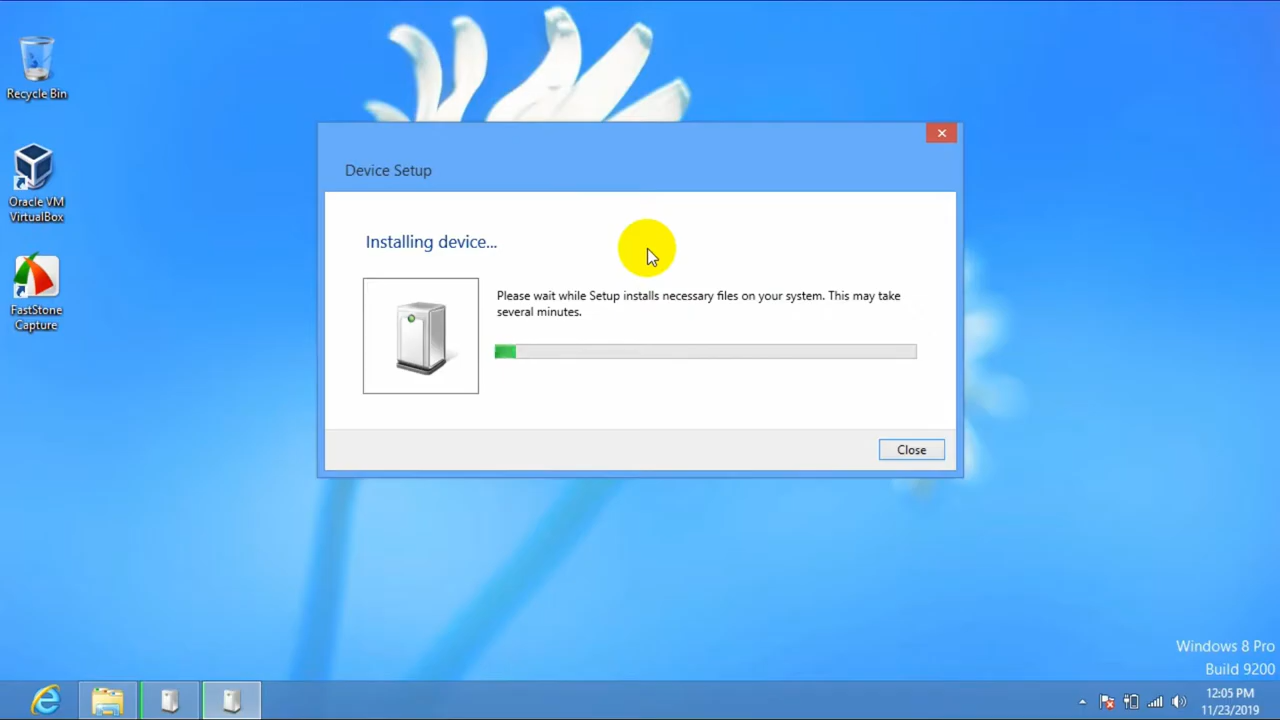 Recycle Bin
Oracle VM
VirtualBox
FastStone
Capture
Device Setup
Installing device...
Please wait while Setup installs necessary files on your system. This may take
several minutes.
Close
Windows 8 Pro
Build 9200
12:05 PM
11/23/2019